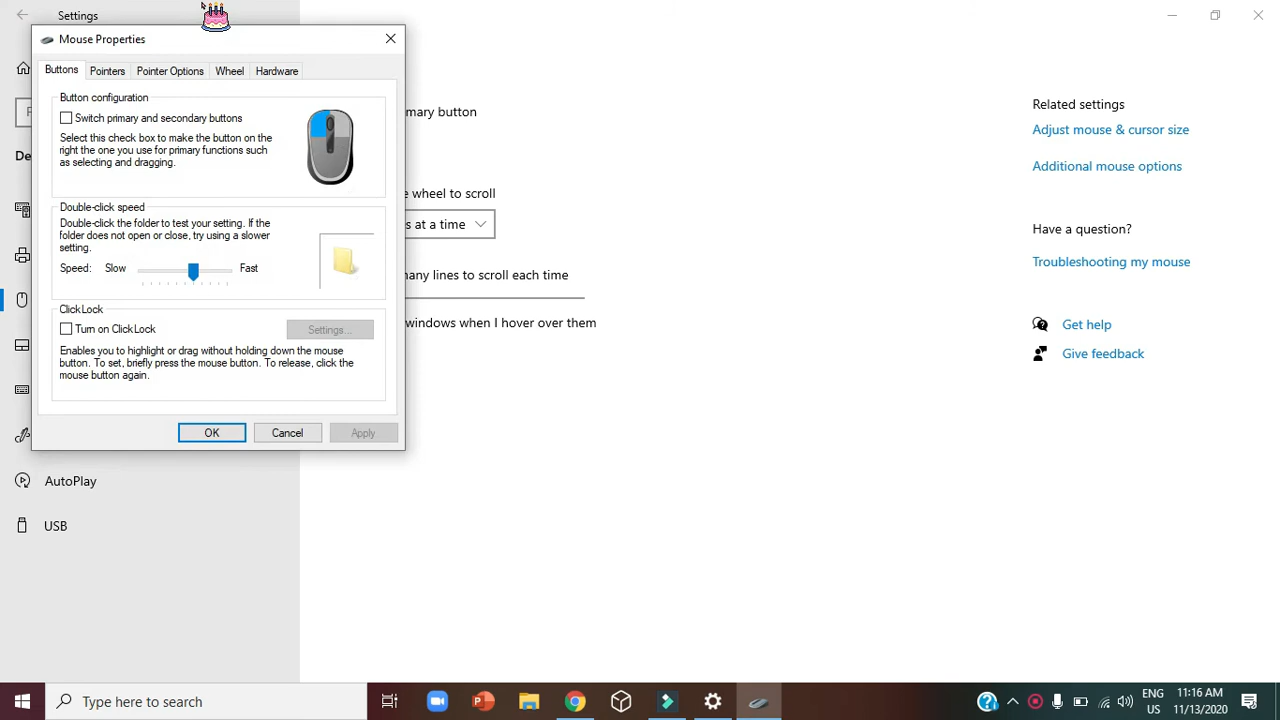 Settings
Mouse Properties
Buttons
Pointers
Pointer Options
Wheel
Hardware
Button configuration
Switch primary and secondary buttons
Select this check box to make the button on the
right the one you use for primary functions such
as selecting and dragging.
Double-click speed
Double-click the folder to test your setting. If the
folder does not open or close, try using a slower
setting.
Speed: Slow Fast
ClickLock
Turn on ClickLock
Settings...
Enables you to highlight or drag without holding down the mouse
button. To set, briefly press the mouse button. To release, click the
mouse button again.
OK
Cancel
Apply
F
De
AutoPlay
USB
mary button
e wheel to scroll
s at a time
any lines to scroll each time
windows when I hover over them
Related settings
Adjust mouse & cursor size
Additional mouse options
Have a question?
Troubleshooting my mouse
Get help
Give feedback
Type here to search
ENG
US
11:16 AM
11/13/2020